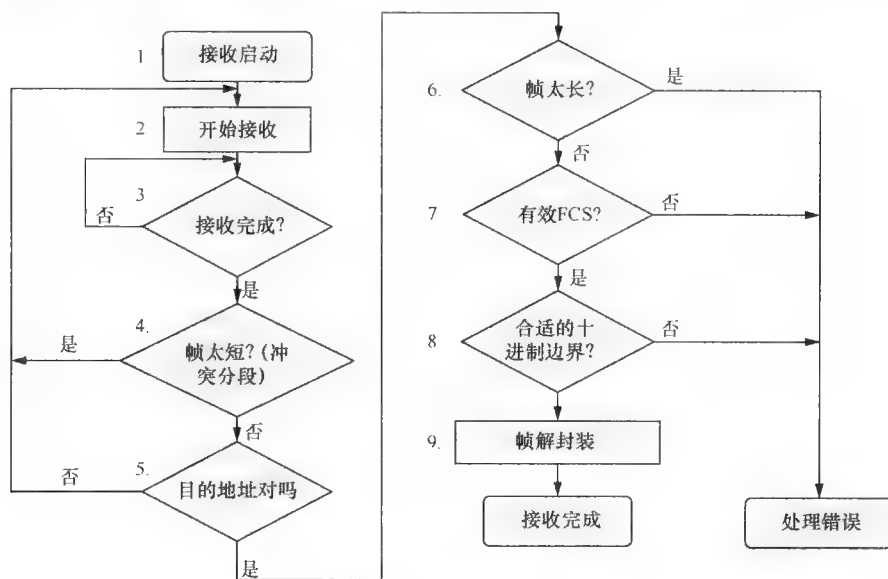 1
接收启动
2
开始接收
3
否
接收完成?
是
4.
是
帧太短?(冲
突分段)
否
5.
否
目的地址对吗
是
6.
帧太长?
是
否
7
有效FCS?
否
是
8
合适的十
进制边界?
否
9.
帧解封装
接收完成
处理错误